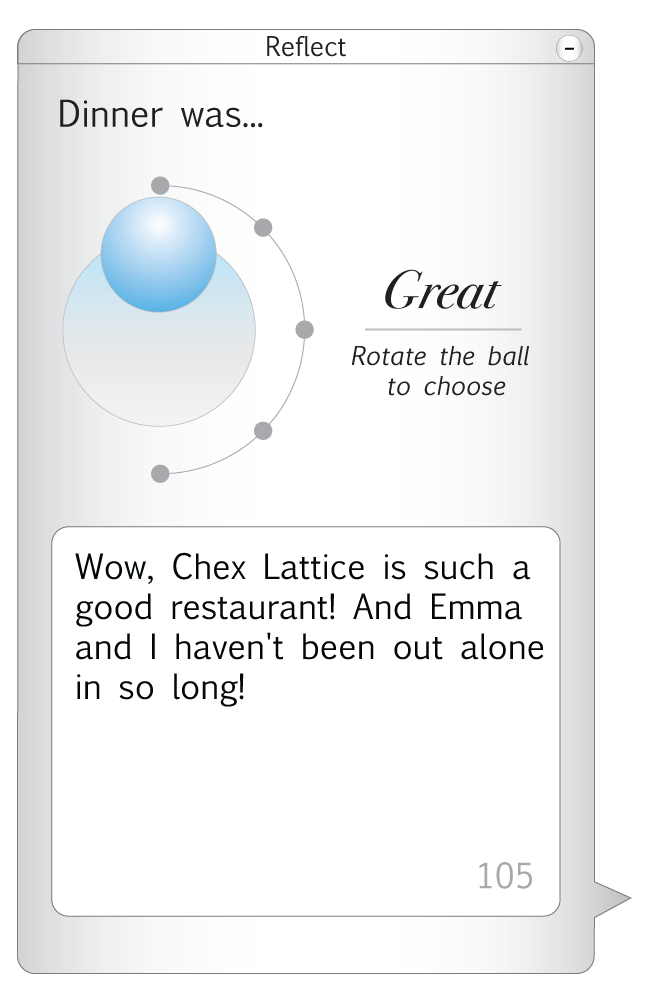 Reflect
-
Dinner was...
Great
Rotate the ball
to choose
Wow, Chex Lattice is such a
good restaurant! And Emma
and I haven't been out alone
in so long!
105